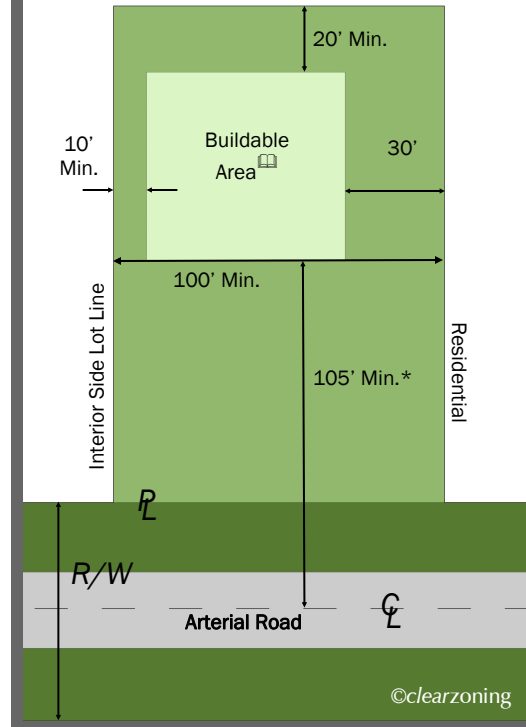 20’ Min.
10’
Min.
Buildable
Area
30’
100’ Min.
105’ Min.*
Interior Side Lot Line
Residential
PL
R/W
CL
Arterial Road
©clearzoning